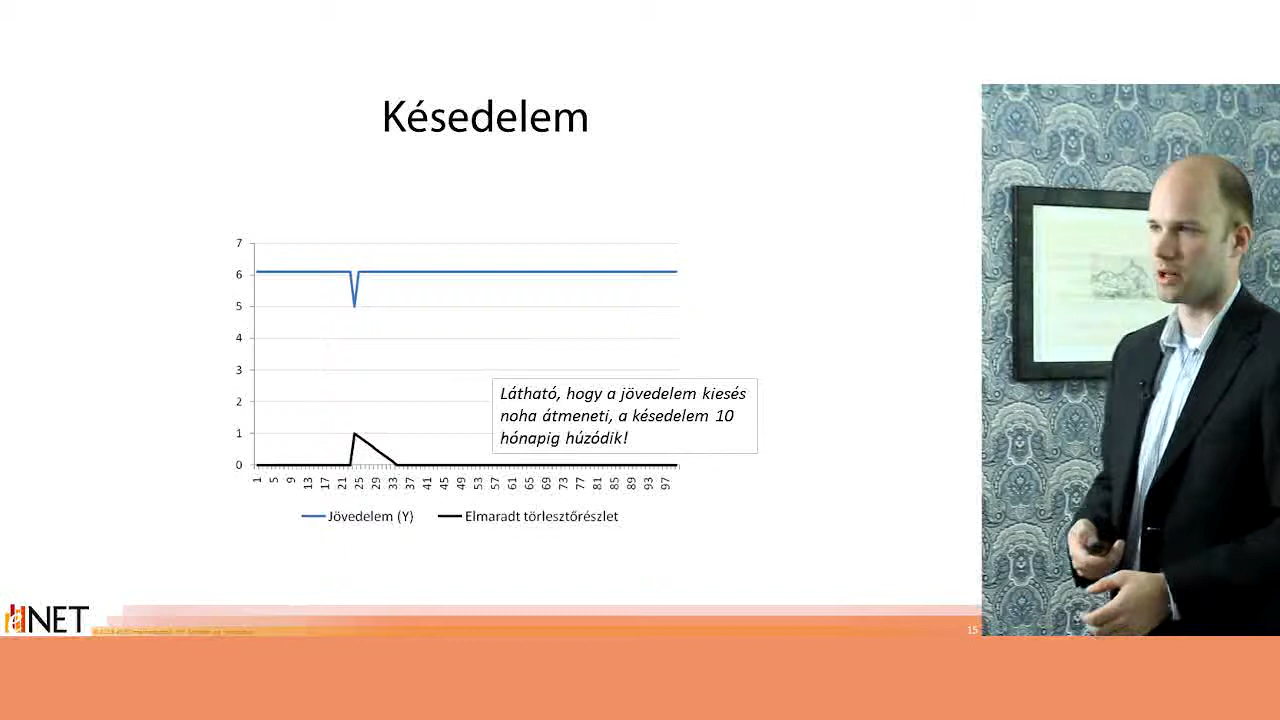 Késedelem
7
6
5
4
3
2
1
0
Látható, hogy a jövedelem kiesés
noha átmeneti, a késedelem 10
hónapig húzódik!
1 5 9 13 17 21 25 29 33 37 41 45 49 53 57 61 65 69 73 77 81 85 89 93 97
Jövedelem (Y) Elmaradt törlesztőrészlet
NET
15